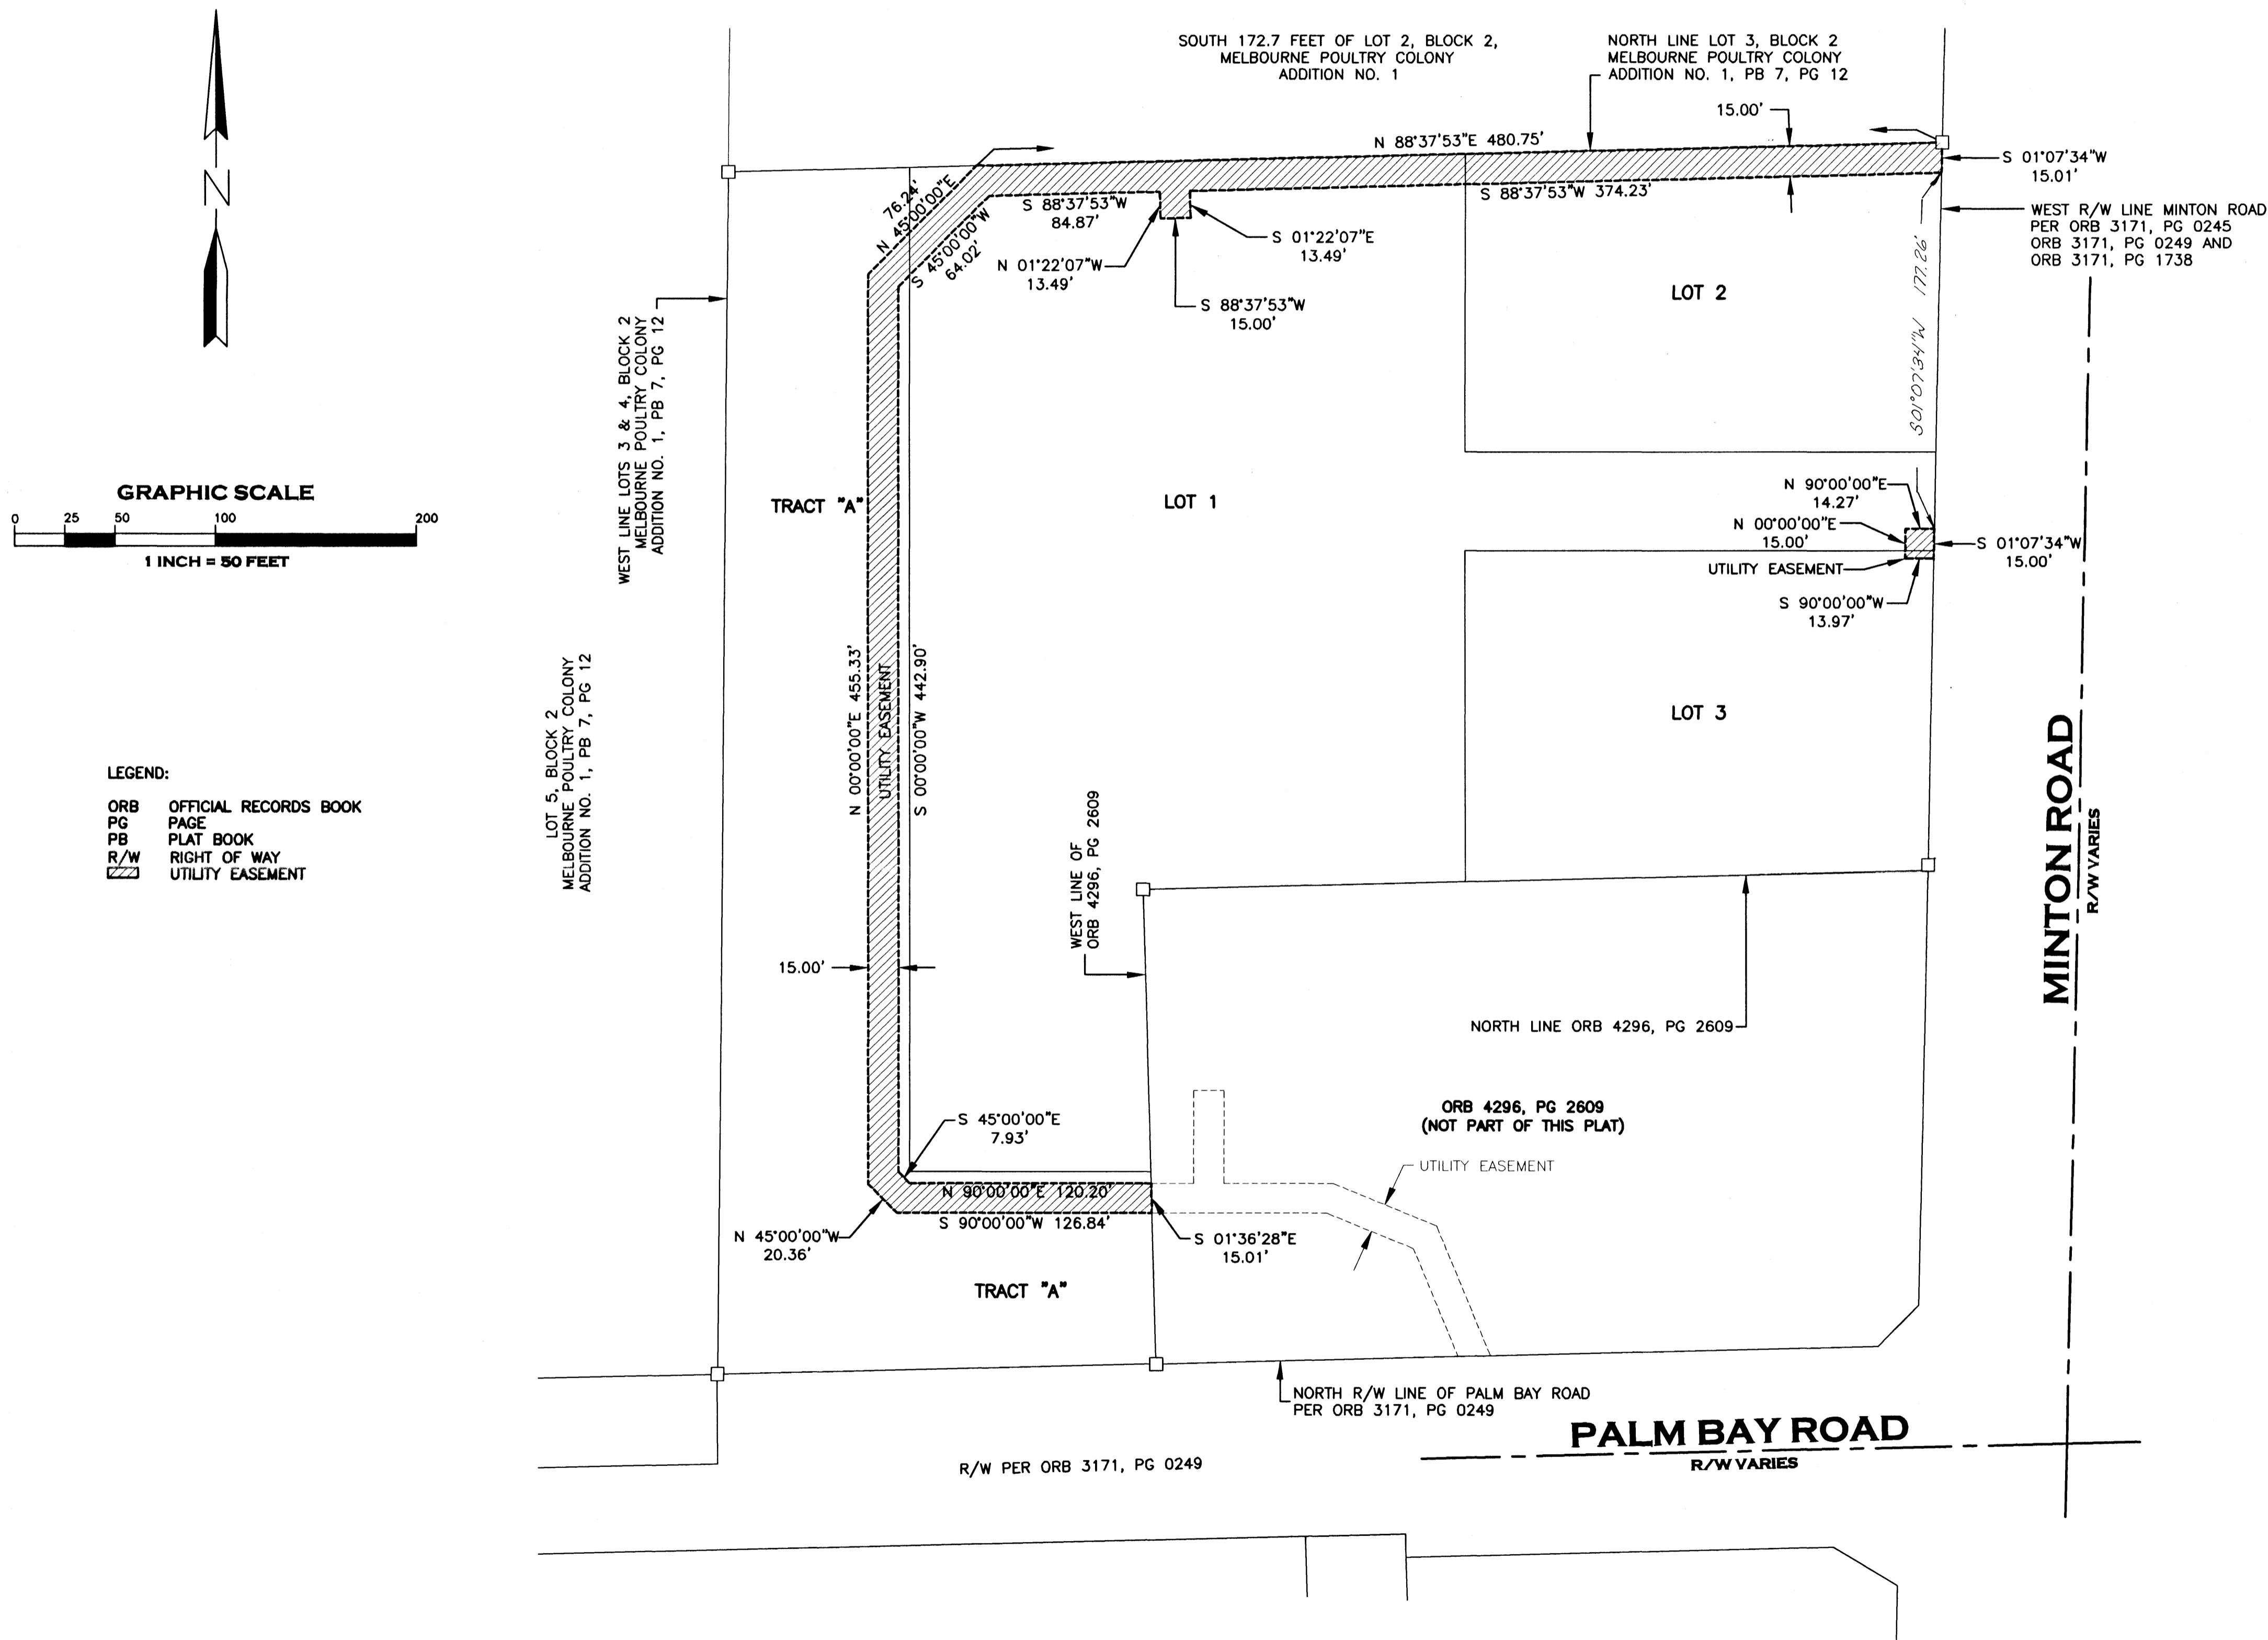 SOUTH 172.7 FEET OF LOT 2, BLOCK 2,
MELBOURNE POULTRY COLONY
ADDITION NO. 1
NORTH LINE LOT 3, BLOCK 2
MELBOURNE POULTRY COLONY
ADDITION NO. 1, PB 7, PG 12
15.00'
N 88°37'53"E 480.75'
S 01°07'34"W
15.01'
N
76.24'
N 45°00'00"E
S 45°00'00"W
64.02'
S 88°37'53"W
84.87'
S 88°37'53"W 374.23'
WEST R/W LINE MINTON ROAD
PER ORB 3171, PG 0245
ORB 3171, PG 0249 AND
ORB 3171, PG 1738
S 01°22'07"E
13.49'
N 01°22'07"W
13.49'
S 88°37'53"W
15.00'
LOT 2
S01°07'34"W 177.26'
WEST LINE LOTS 3 & 4, BLOCK 2
MELBOURNE POULTRY COLONY
ADDITION NO. 1, PB 7, PG 12
GRAPHIC SCALE
0 25 50 100 200
1 INCH = 50 FEET
TRACT "A"
LOT 1
N 90°00'00"E
14.27'
N 00°00'00"E
15.00'
S 01°07'34"W
15.00'
UTILITY EASEMENT
S 90°00'00"W
13.97'
LOT 5, BLOCK 2
MELBOURNE POULTRY COLONY
ADDITION NO. 1, PB 7, PG 12
N 00°00'00"E 455.33'
UTILITY EASEMENT
S 00°00'00"W 442.90'
LOT 3
LEGEND:
ORB OFFICIAL RECORDS BOOK
PG PAGE
PB PLAT BOOK
R/W RIGHT OF WAY
UTILITY EASEMENT
WEST LINE OF
ORB 4296, PG 2609
MINTON ROAD
R/W VARIES
15.00'
NORTH LINE ORB 4296, PG 2609
S 45°00'00"E
7.93'
ORB 4296, PG 2609
(NOT PART OF THIS PLAT)
UTILITY EASEMENT
N 90°00'00"E 120.20'
S 90°00'00"W 126.84'
N 45°00'00"W
20.36'
S 01°36'28"E
15.01'
TRACT "A"
NORTH R/W LINE OF PALM BAY ROAD
PER ORB 3171, PG 0249
PALM BAY ROAD
R/W VARIES
R/W PER ORB 3171, PG 0249